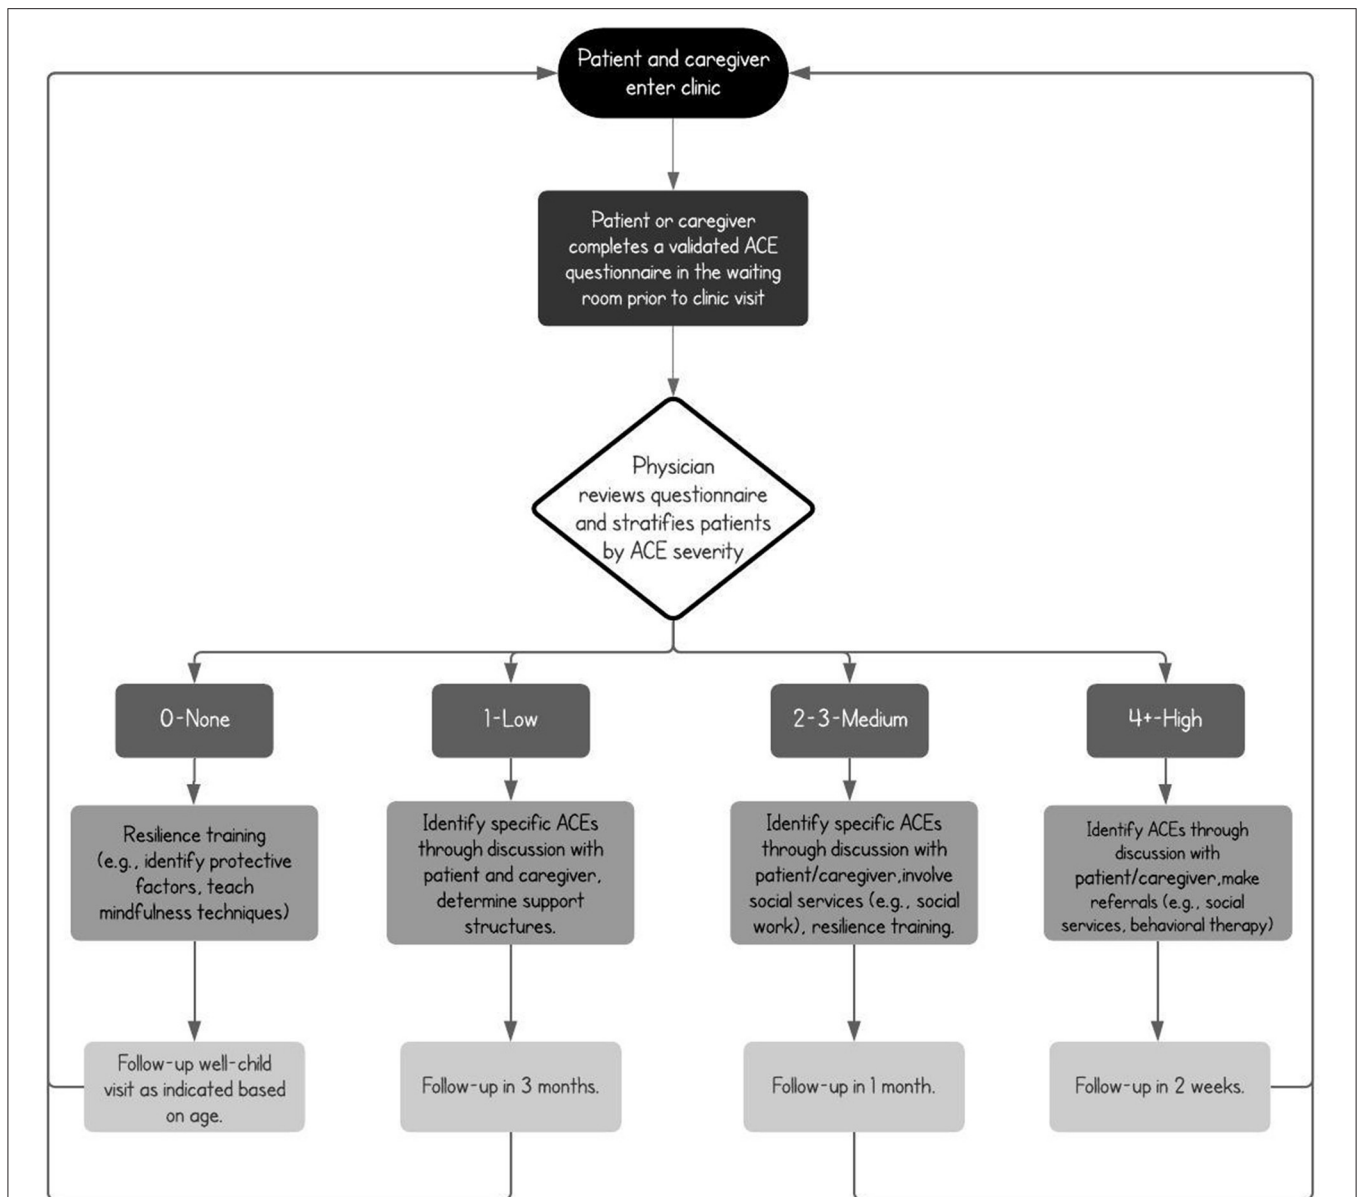 Patient and caregiver
enter clinic
Patient or caregiver
completes a validated ACE
questionnaire in the waiting
room prior to clinic visit
Physician
reviews questionnaire
and stratifies patients
by ACE severity
0-None
1-Low
2-3-Medium
4+-High
Resilience training
(e.g., identify protective
factors, teach
mindfulness techniques)
Identify specific ACEs
through discussion with
patient and caregiver,
determine support
structures.
Identify specific ACEs
through discussion with
patient/caregiver,involve
social services (e.g., social
work), resilience training.
Identify ACEs through
discussion with
patient/caregiver,make
referrals (e.g., social
services, behavioral therapy)
Follow-up well-child
visit as indicated based
on age.
Follow-up in 3 months.
Follow-up in 1 month.
Follow-up in 2 weeks.